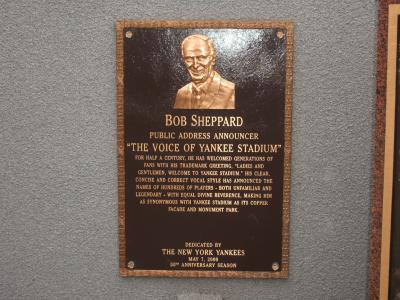 BOB SHEPPARD
PUBLIC ADDRESS ANNOUNCER
"THE VOICE OF YANKEE STADIUM"
FOR HALF A CENTURY, HE HAS WELCOMED GENERATIONS OF
FANS WITH HIS TRADEMARK GREETING, "LADIES AND
GENTLEMEN, WELCOME TO YANKEE STADIUM." HIS CLEAR,
CONCISE AND CORRECT VOCAL STYLE HAS ANNOUNCED THE
NAMES OF HUNDREDS OF PLAYERS - BOTH UNFAMILIAR AND
LEGENDARY - WITH EQUAL DIVINE REVERENCE, MAKING HIM
AS SYNONYMOUS WITH YANKEE STADIUM AS ITS COPPER
FACADE AND MONUMENT PARK.
DEDICATED BY
THE NEW YORK YANKEES
MAY 7, 2000
50TH ANNIVERSARY SEASON